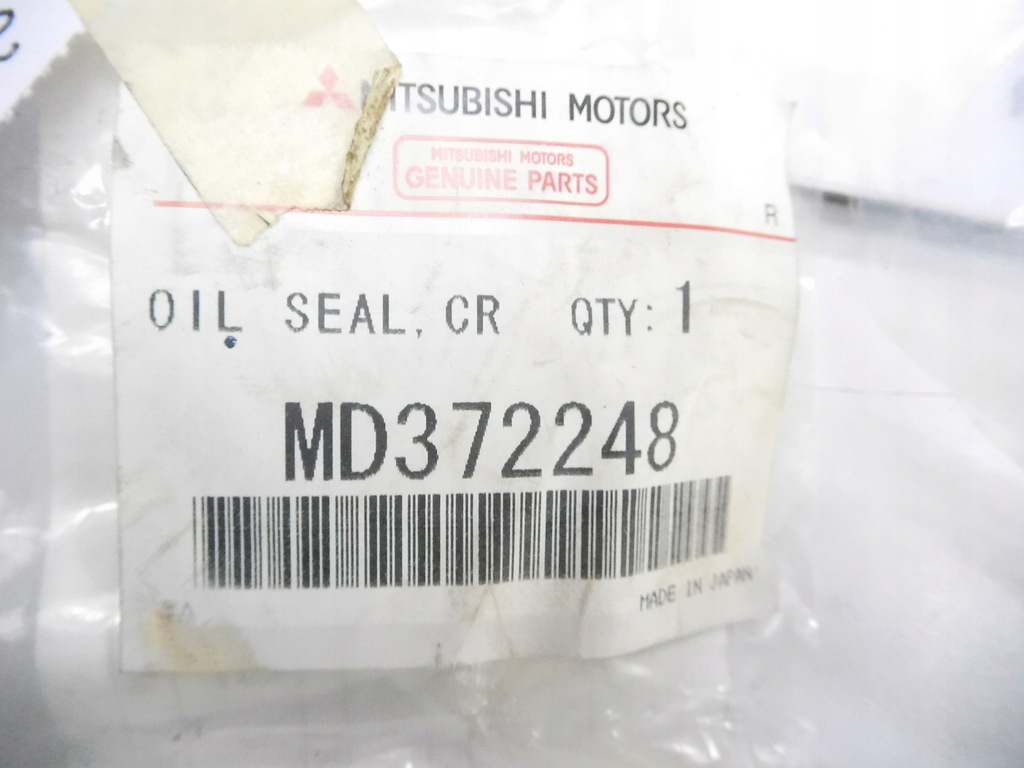 MITSUBISHI MOTORS
MITSUBISHI MOTORS
GENUINE PARTS
R
OIL SEAL, CR QTY: 1
MD372248
MADE IN JAPAN